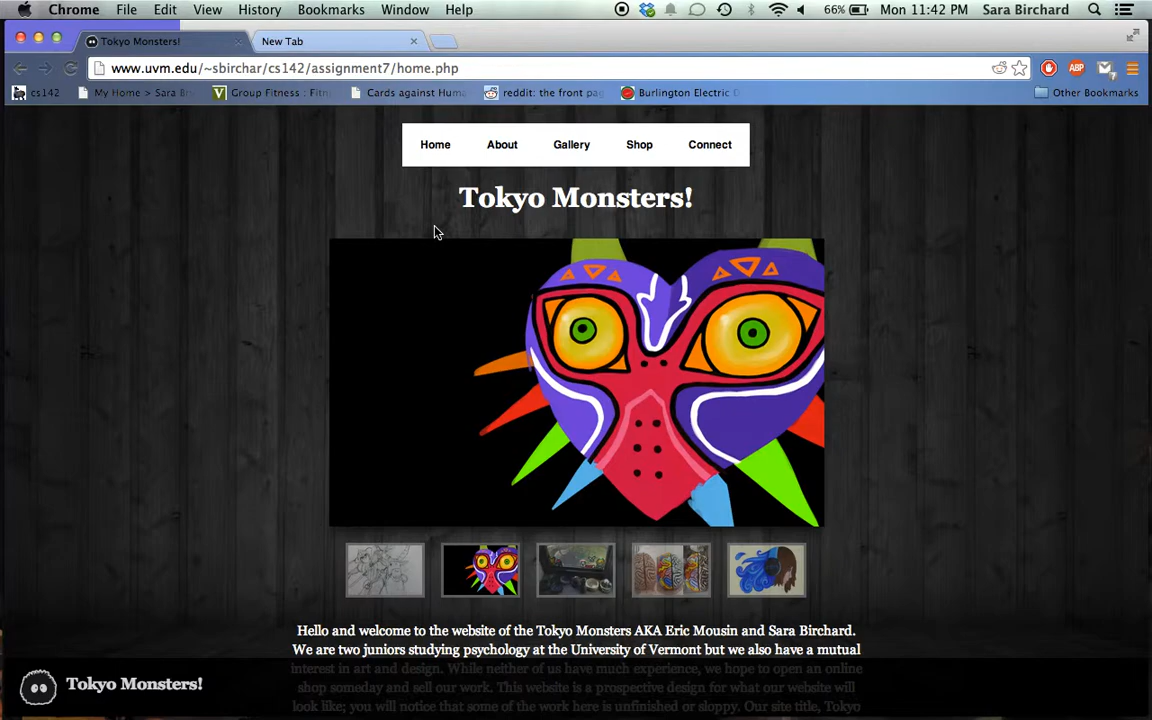 Chrome File Edit View History Bookmarks Window Help 66% Mon 11:42 PM Sara Birchard
Tokyo Monsters! New Tab
www.uvm.edu/~sbirchar/cs142/assignment7/home.php
cs142 My Home > Sara Bi Group Fitness : Fitn Cards against Huma reddit: the front pag Burlington Electric D Other Bookmarks
Home About Gallery Shop Connect
Tokyo Monsters!
Hello and welcome to the website of the Tokyo Monsters AKA Eric Mousin and Sara Birchard.
We are two juniors studying psychology at the University of Vermont but we also have a mutual
interest in art and design. While neither of us have much experience, we hope to open an online
shop someday and sell our work. This website is a prospective design for what our website will
look like; you will notice that some of the work here is unfinished or sloppy. Our site title, Tokyo
Tokyo Monsters!